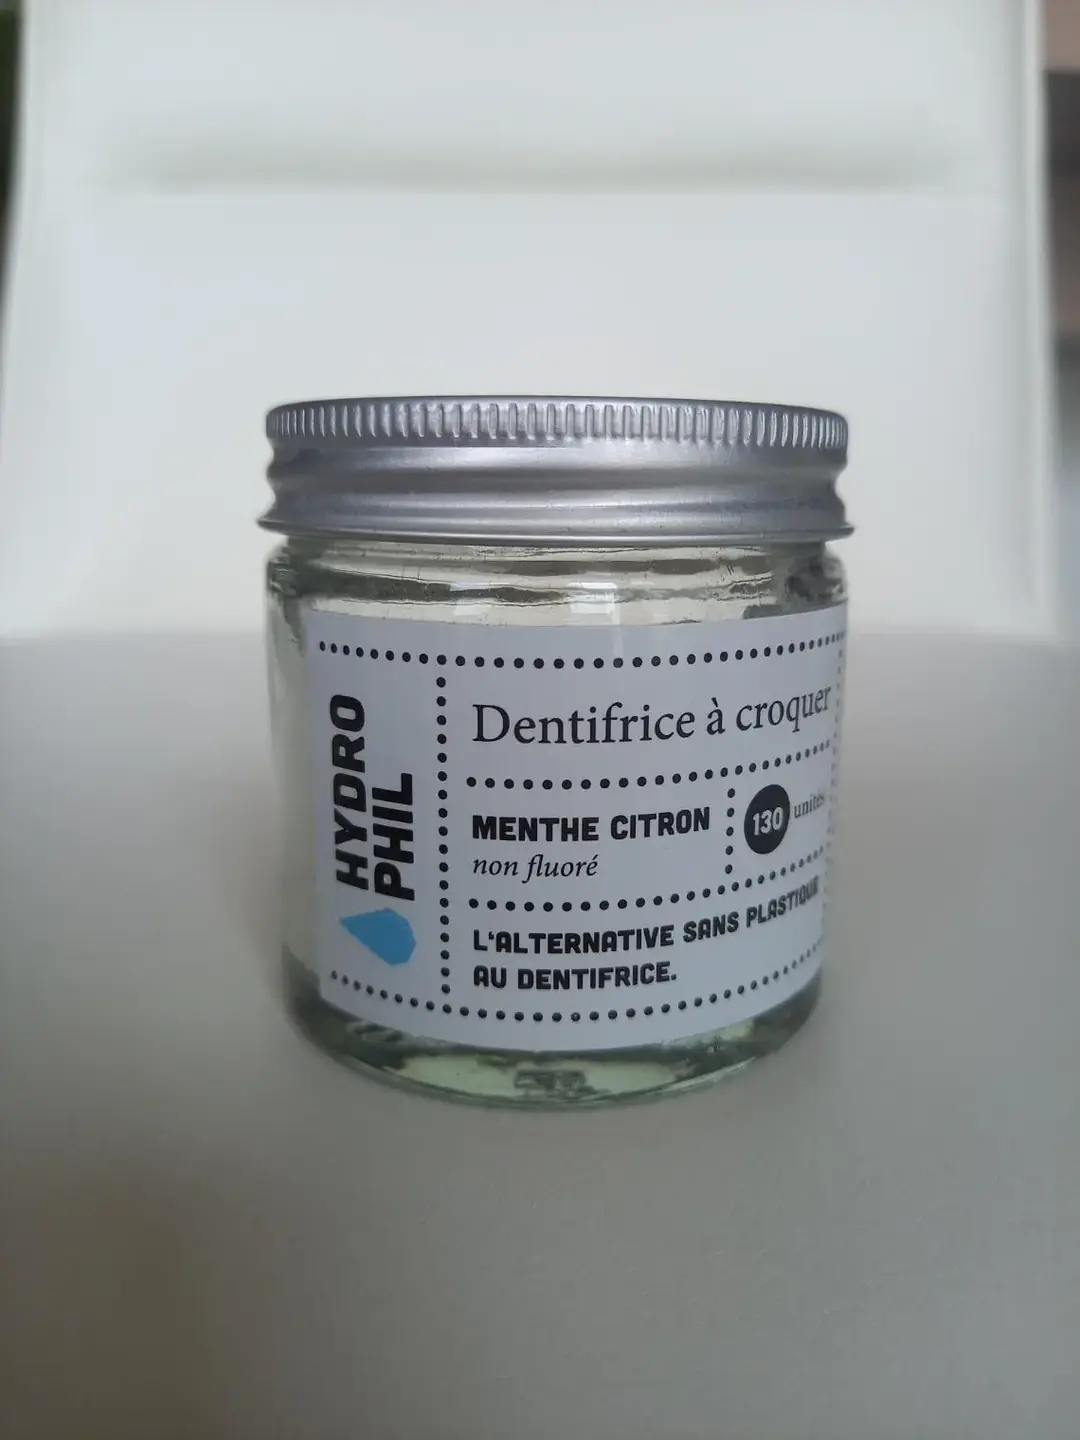 HYDRO
PHIL
Dentifrice à croquer
MENTHE CITRON
non fluoré
130 unités
L'ALTERNATIVE SANS PLASTIQUE
AU DENTIFRICE.